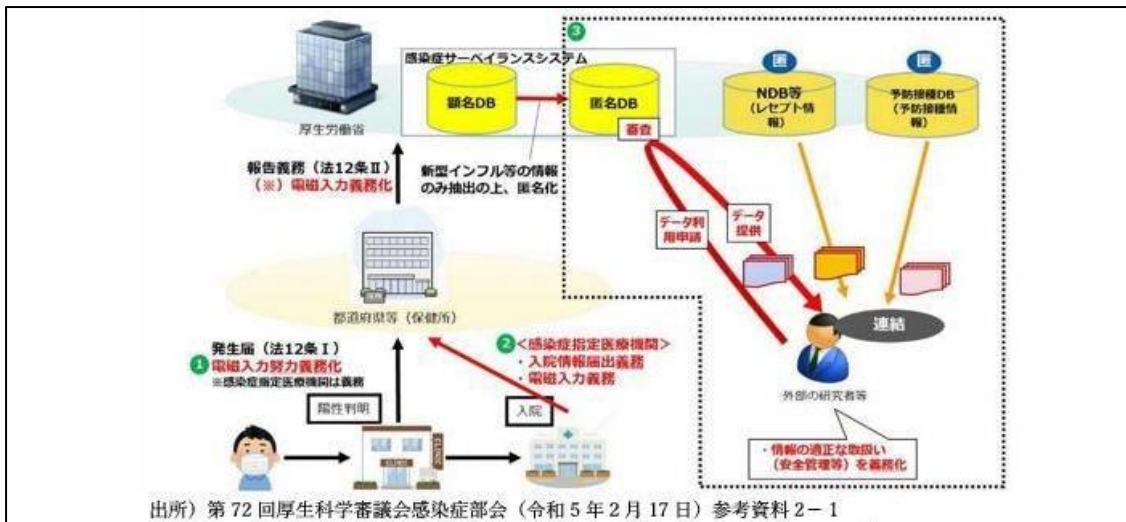 3
感染症サーベイランスシステム
顕名DB
匿名DB
審査
匿
NDB等
(レセプト情
報)
匿
予防接種DB
(予防接種情
報)
厚生労働省
報告義務(法12条Ⅱ)
(※)電磁入力義務化
新型インフル等の情報
のみ抽出の上、匿名化
データ利
用申請
データ
提供
都道府県等(保健所)
連結
外部の研究者等
発生届(法12条Ⅰ)
1 電磁入力努力義務化
※感染症指定医療機関は義務
2 <感染症指定医療機関>
・入院情報届出義務
・電磁入力義務
陽性判明
入院
CLINIC
・情報の適正な取扱い
(安全管理等)を義務化
出所)第72回厚生科学審議会感染症部会(令和5年2月17日)参考資料2-1